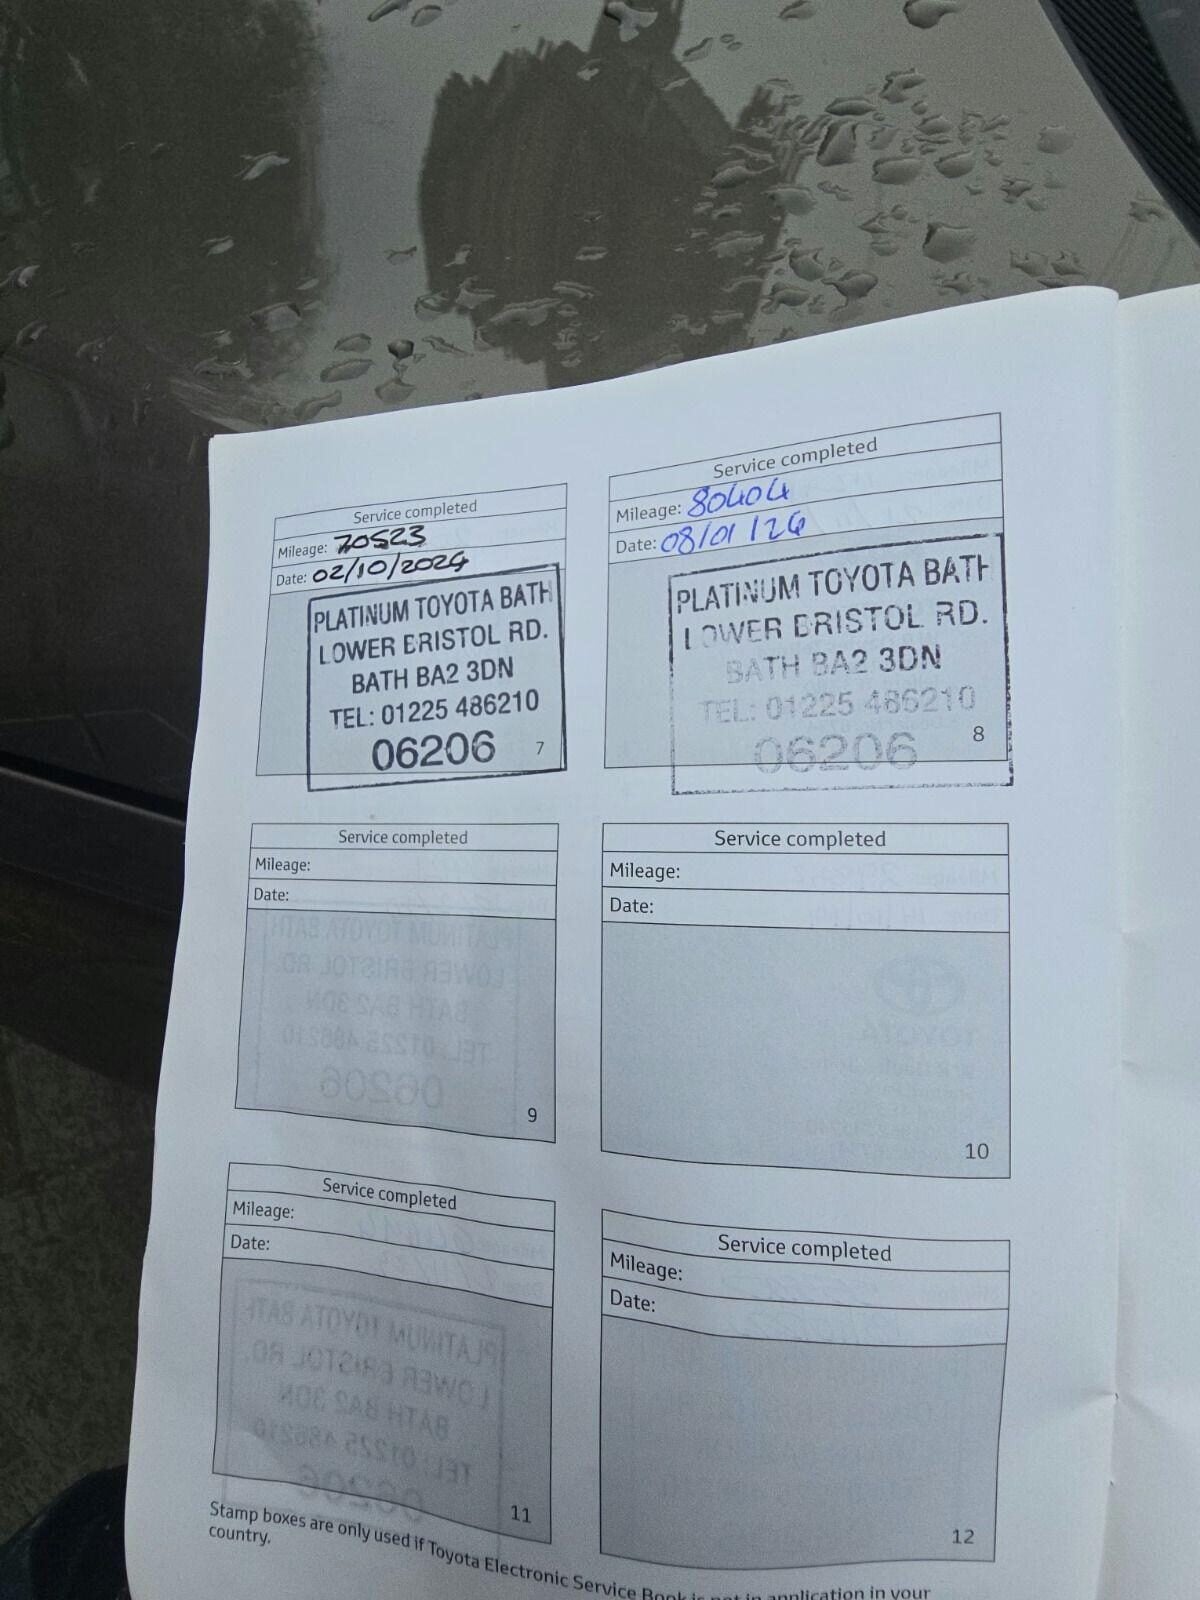 Service completed
Mileage: 70523
Date: 02/10/2024
PLATINUM TOYOTA BATH
LOWER BRISTOL RD.
BATH BA2 3DN
TEL: 01225 486210
06206
7
Service completed
Mileage: 80404
Date: 08/01/26
PLATINUM TOYOTA BATH
LOWER BRISTOL RD.
BATH BA2 3DN
TEL: 01225 486210
06206
8
Service completed
Mileage:
Date:
9
Service completed
Mileage:
Date:
10
Service completed
Mileage:
Date:
11
Service completed
Mileage:
Date:
12
Stamp boxes are only used if Toyota Electronic Service Book is not in application in your
country.